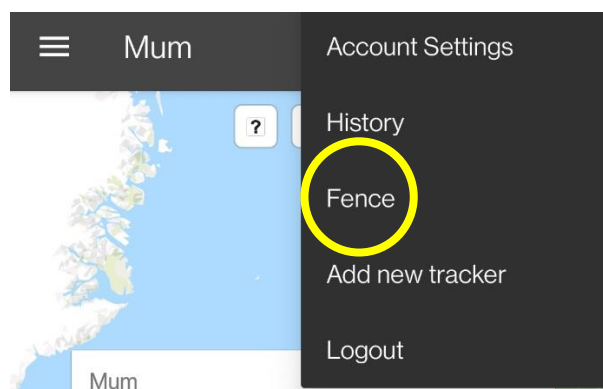 Mum
Account Settings
?
History
Fence
Add new tracker
Logout
Mum